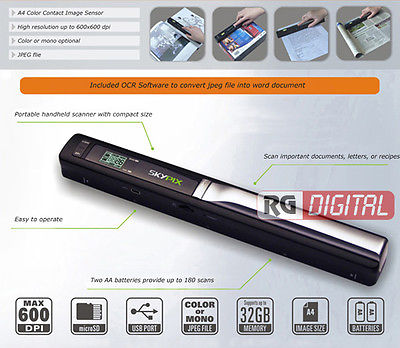 A4 Color Contact Image Sensor
High resolution up to 600x600 dpi
Color or mono optional
JPEG file
Included OCR Software to convert jpeg file into word document
Portable handheld scanner with compact size
Scan important documents, letters, or recipes
SKYPIX
RG DIGITAL
Easy to operate
Two AA batteries provide up to 180 scans
MAX
600
DPI
microSD
USB PORT
COLOR
or
MONO
JPEG FILE
Supports up to
32GB
MEMORY
A4
IMAGE SIZE
AA
AA
BATTERIES